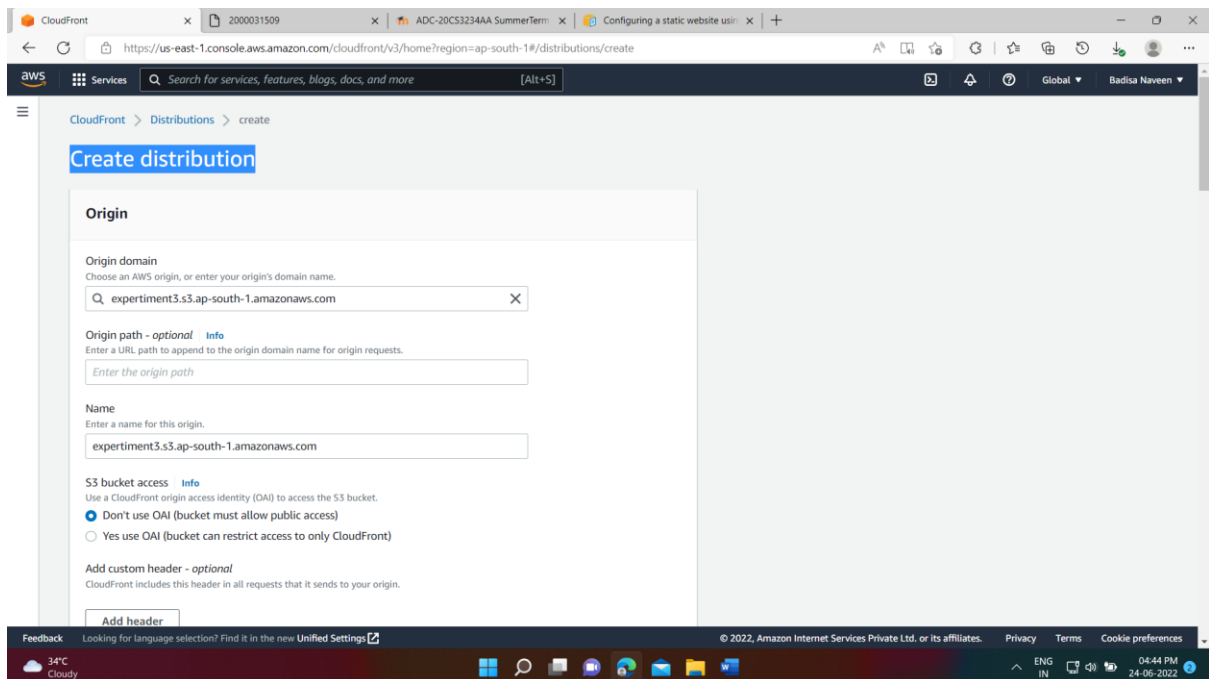 CloudFront
2000031509
ADC-20CS3234AA SummerTerm
Configuring a static website usin
https://us-east-1.console.aws.amazon.com/cloudfront/v3/home?region=ap-south-1#/distributions/create
aws
Services
Search for services, features, blogs, docs, and more
[Alt+S]
Global
Badisa Naveen
CloudFront > Distributions > create
Create distribution
Origin
Origin domain
Choose an AWS origin, or enter your origin's domain name.
expertiment3.s3.ap-south-1.amazonaws.com
Origin path - optional Info
Enter a URL path to append to the origin domain name for origin requests.
Enter the origin path
Name
Enter a name for this origin.
expertiment3.s3.ap-south-1.amazonaws.com
S3 bucket access Info
Use a CloudFront origin access identity (OAI) to access the S3 bucket.
Don't use OAI (bucket must allow public access)
Yes use OAI (bucket can restrict access to only CloudFront)
Add custom header - optional
CloudFront includes this header in all requests that it sends to your origin.
Add header
Feedback Looking for language selection? Find it in the new Unified Settings © 2022, Amazon Internet Services Private Ltd. or its affiliates. Privacy Terms Cookie preferences
34°C
Cloudy
ENG
IN
04:44 PM
24-06-2022
2